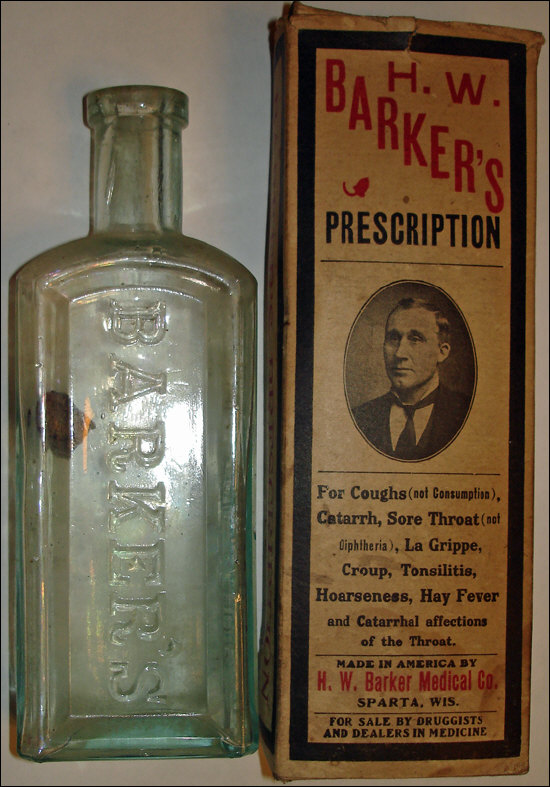 BARKER'S
H. W.
BARKER'S
PRESCRIPTION
For Coughs (not Consumption),
Catarrh, Sore Throat (not
Diphtheria), La Grippe,
Croup, Tonsilitis,
Hoarseness, Hay Fever
and Catarrhal affections
of the Throat.
MADE IN AMERICA BY
H. W. Barker Medical Co.
SPARTA, WIS.
FOR SALE BY DRUGGISTS
AND DEALERS IN MEDICINE